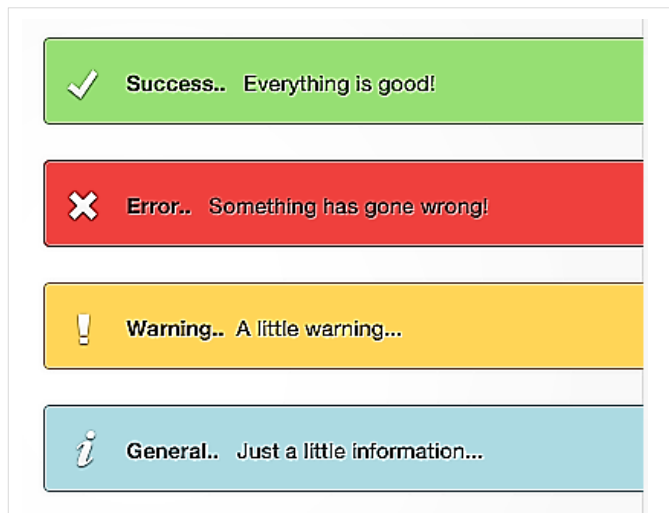 Success.. Everything is good!
Error.. Something has gone wrong!
Warning.. A little warning...
General.. Just a little information...